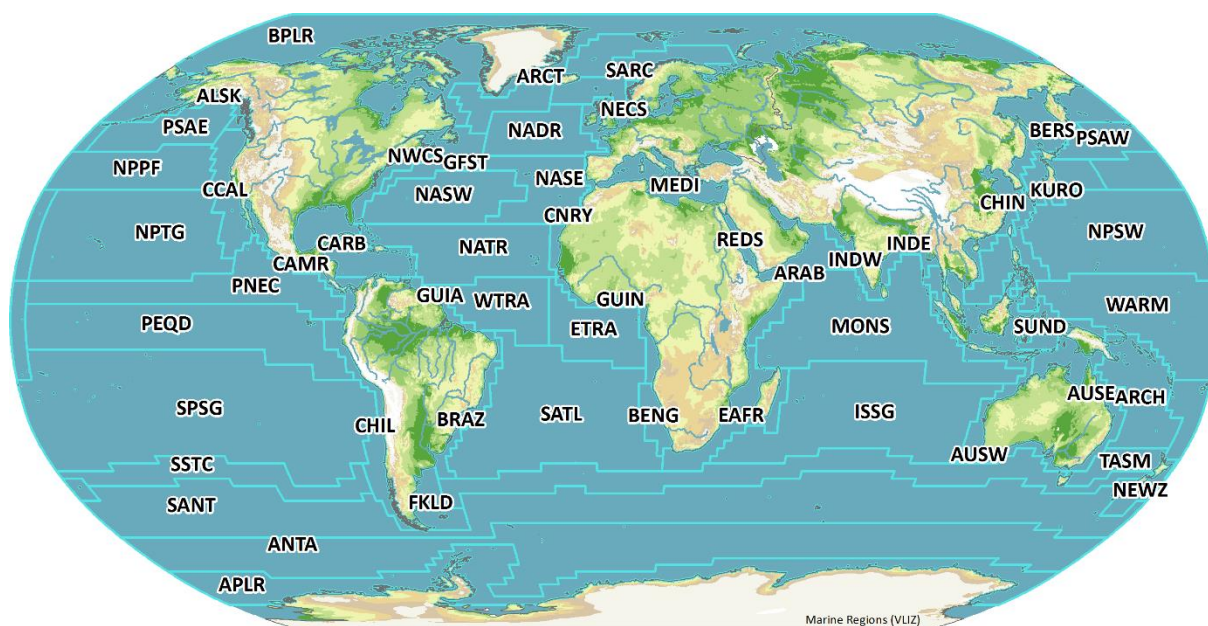 BPLR
ARCT
SARC
ALSK
NECS
PSAE
NADR
BERS
PSAW
NWCS
GFST
NPPF
NASE
MEDI
CCAL
NASW
KURO
CHIN
CNRY
NPTG
CARB
NATR
REDS
INDE
NPSW
CAMR
INDW
ARAB
PNEC
GUIA
WTRA
GUIN
WARM
PEQD
ETRA
MONS
SUND
AUSE
ARCH
SPSG
CHIL
BRAZ
SATL
BENG
EAFR
ISSG
AUSW
TASM
SSTC
NEWZ
SANT
FKLD
ANTA
APLR
Marine Regions (VLIZ)